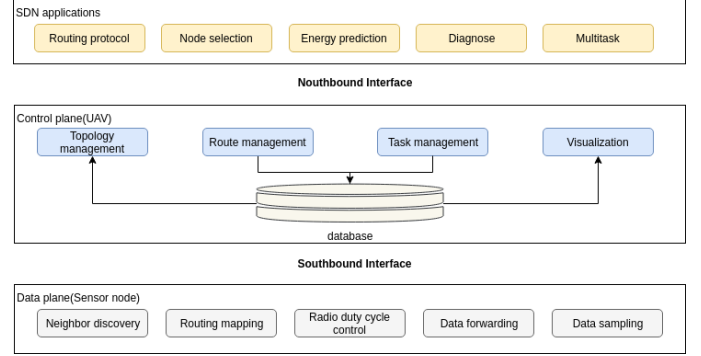 SDN applications
Routing protocol
Node selection
Energy prediction
Diagnose
Multitask
Nouthbound Interface
Control plane(UAV)
Topology
management
Route management
Task management
Visualization
database
Southbound Interface
Data plane(Sensor node)
Neighbor discovery
Routing mapping
Radio duty cycle
control
Data forwarding
Data sampling